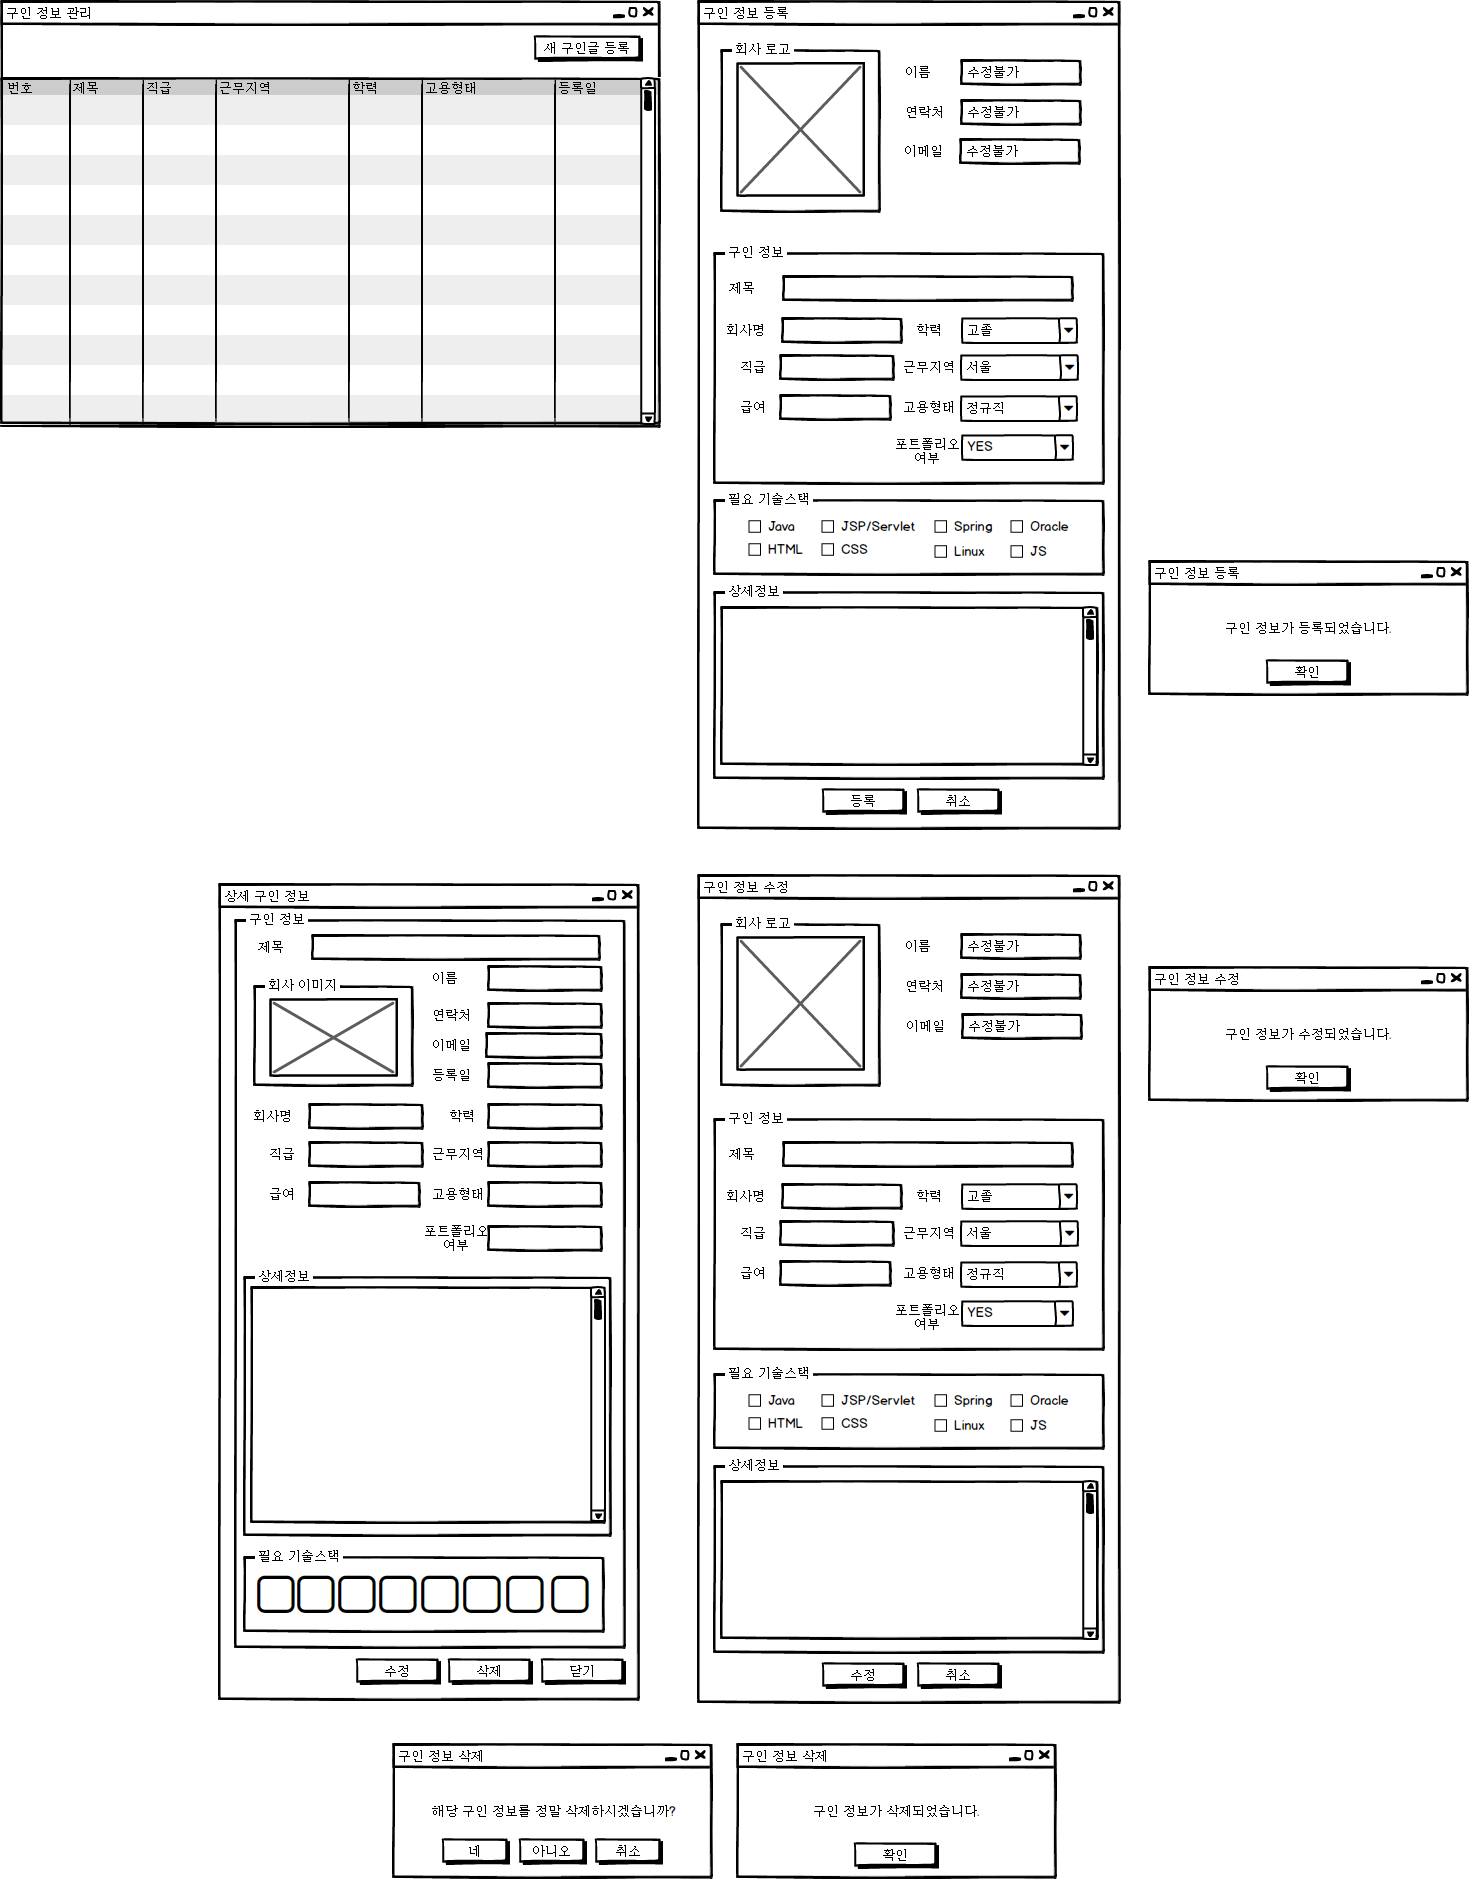 구인 정보 관리
새 구인글 등록
번호 제목 직급 근무지역 학력 고용형태 등록일
구인 정보 등록
회사 로고
이름 수정불가
연락처 수정불가
이메일 수정불가
구인 정보
제목
회사명 학력 고졸
직급 근무지역 서울
급여 고용형태 정규직
포트폴리오 YES
여부
필요 기술스택
Java JSP/Servlet Spring Oracle
HTML CSS Linux JS
상세정보
등록 취소
구인 정보 등록
구인 정보가 등록되었습니다.
확인
상세 구인 정보
구인 정보
제목
회사 이미지
이름
연락처
이메일
등록일
회사명 학력
직급 근무지역
급여 고용형태
포트폴리오
여부
상세정보
필요 기술스택
수정 삭제 닫기
구인 정보 수정
회사 로고
이름 수정불가
연락처 수정불가
이메일 수정불가
구인 정보
제목
회사명 학력 고졸
직급 근무지역 서울
급여 고용형태 정규직
포트폴리오 YES
여부
필요 기술스택
Java JSP/Servlet Spring Oracle
HTML CSS Linux JS
상세정보
수정 취소
구인 정보 수정
구인 정보가 수정되었습니다.
확인
구인 정보 삭제
해당 구인 정보를 정말 삭제하시겠습니까?
네 아니오 취소
구인 정보 삭제
구인 정보가 삭제되었습니다.
확인